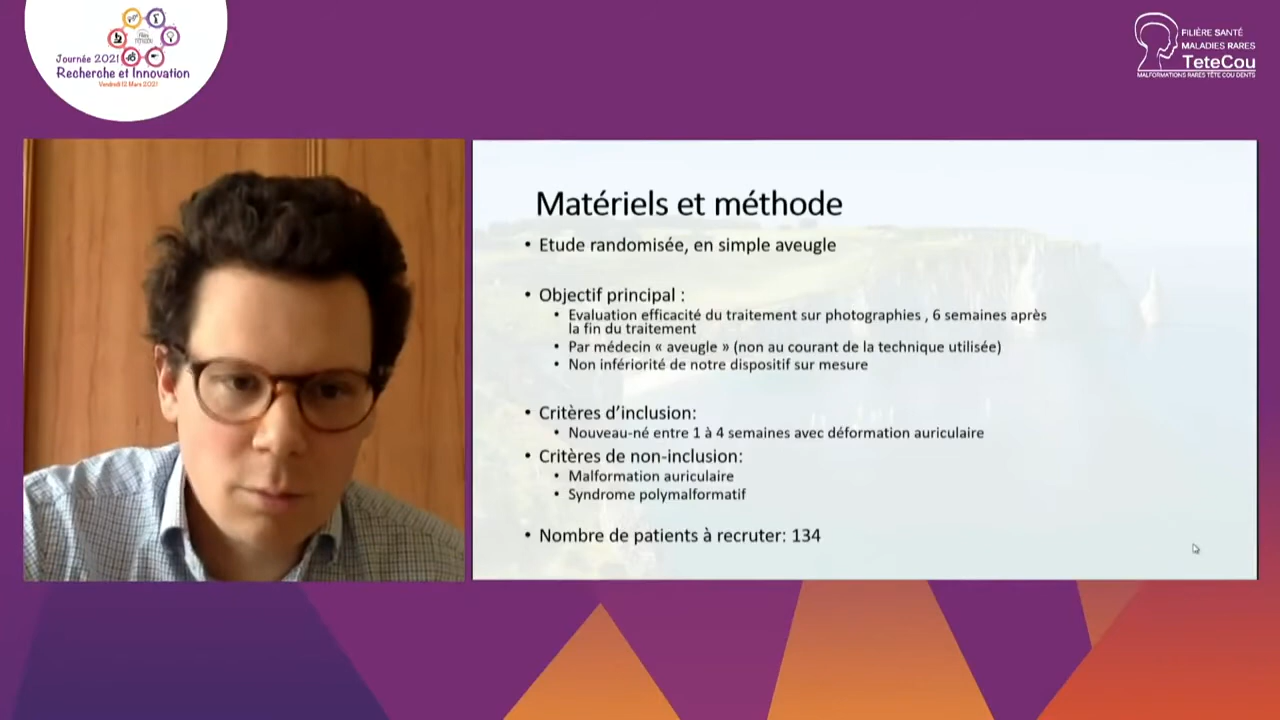 Journée 2021
Recherche et Innovation
Vendredi 12 Mars 2021
FILIÈRE SANTÉ
MALADIES RARES
TeteCou
MALFORMATIONS RARES TÊTE COU DENTS
Matériels et méthode
• Etude randomisée, en simple aveugle
• Objectif principal :
• Evaluation efficacité du traitement sur photographies , 6 semaines après
la fin du traitement
• Par médecin « aveugle » (non au courant de la technique utilisée)
• Non infériorité de notre dispositif sur mesure
• Critères d’inclusion:
• Nouveau-né entre 1 à 4 semaines avec déformation auriculaire
• Critères de non-inclusion:
• Malformation auriculaire
• Syndrome polymalformatif
• Nombre de patients à recruter: 134